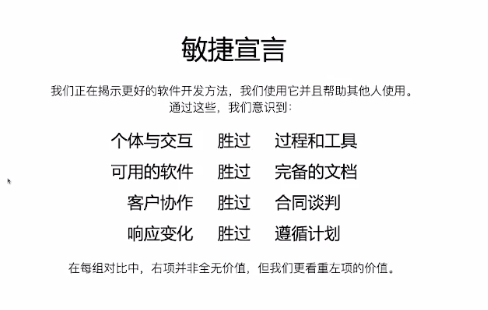 敏捷宣言
我们正在揭示更好的软件开发方法，我们使用它并且帮助其他人使用。
通过这些，我们意识到：
个体与交互 胜过 过程和工具
可用的软件 胜过 完备的文档
客户协作 胜过 合同谈判
响应变化 胜过 遵循计划
在每组对比中，右项并非全无价值，但我们更看重左项的价值。